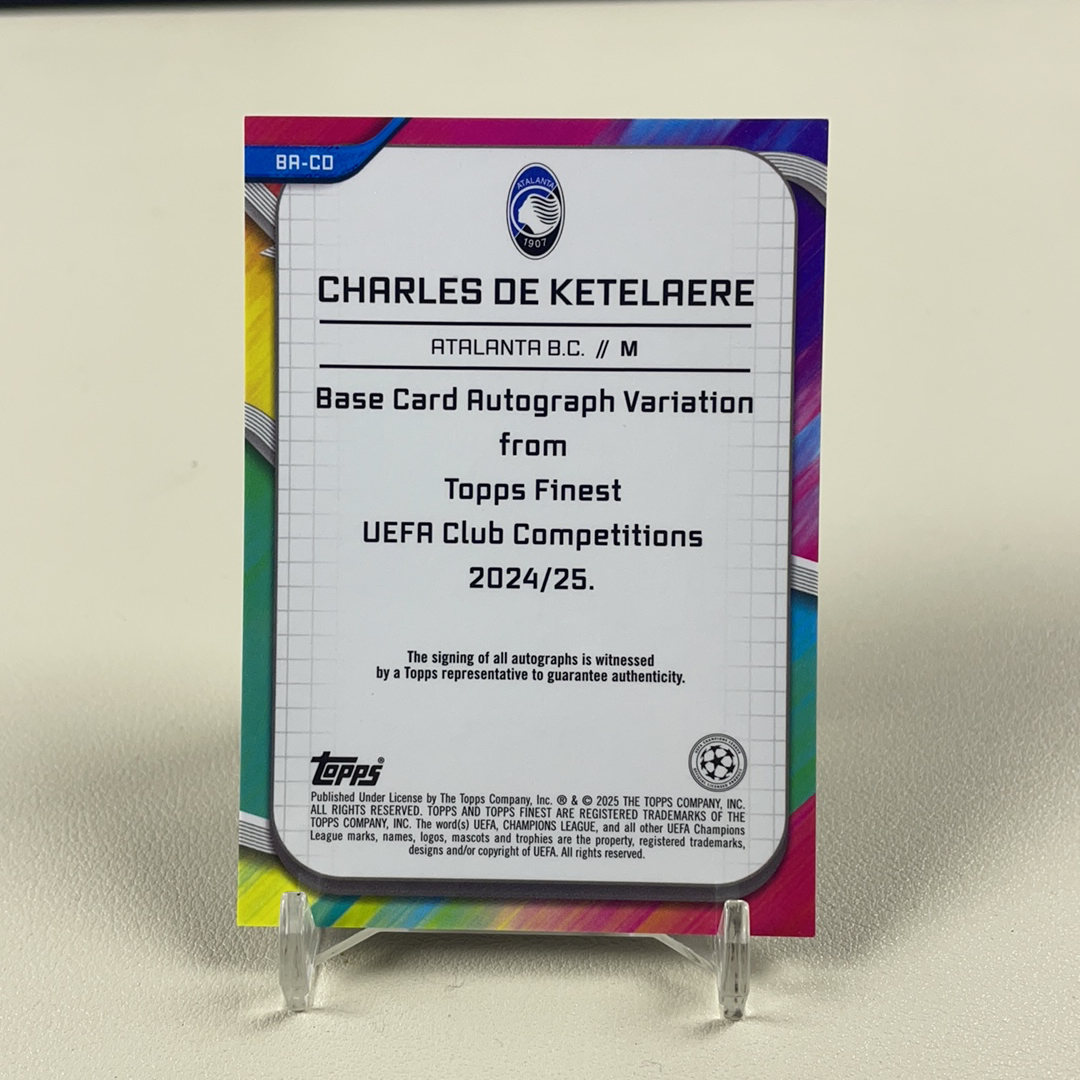 BA-CD
ATALANTA
1907
CHARLES DE KETELAERE
ATALANTA B.C. // M
Base Card Autograph Variation
from
Topps Finest
UEFA Club Competitions
2024/25.
The signing of all autographs is witnessed
by a Topps representative to guarantee authenticity.
topps®
Published Under License by The Topps Company, Inc. ® & © 2025 THE TOPPS COMPANY, INC.
ALL RIGHTS RESERVED. TOPPS AND TOPPS FINEST ARE REGISTERED TRADEMARKS OF THE
TOPPS COMPANY, INC. The word(s) UEFA, CHAMPIONS LEAGUE, and all other UEFA Champions
League marks, names, logos, mascots and trophies are the property, registered trademarks,
designs and/or copyright of UEFA. All rights reserved.